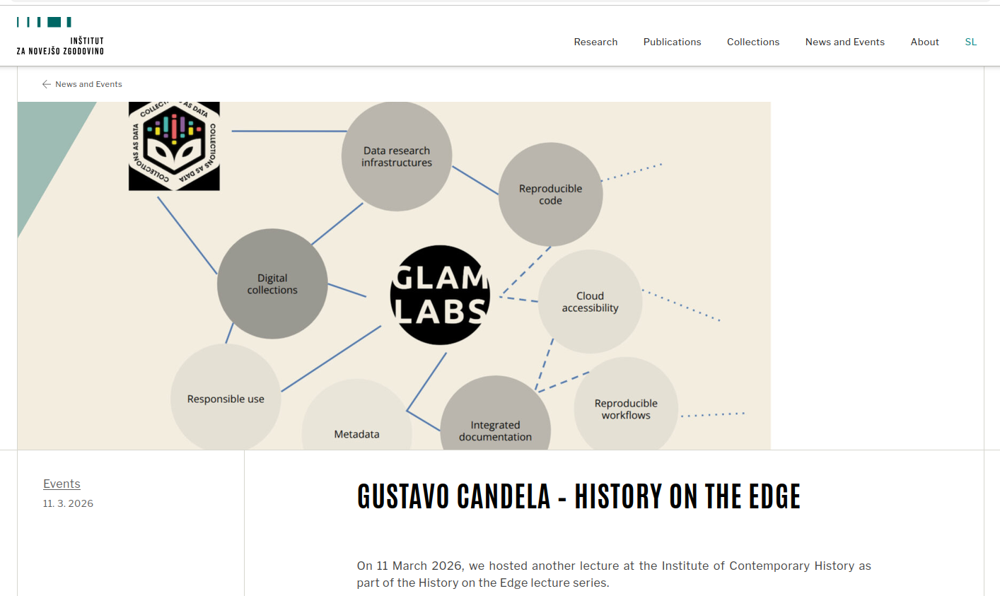 INŠTITUT
ZA NOVEJŠO ZGODOVINO
Research
Publications
Collections
News and Events
About
SL
← News and Events
COLLECTIONS AS DATA
COLLECTIONS AS DATA
COLLECTIONS AS DATA
Data research
infrastructures
Reproducible
code
Digital
collections
GLAM
LABS
Cloud
accessibility
Responsible use
Metadata
Integrated
documentation
Reproducible
workflows
Events
11. 3. 2026
GUSTAVO CANDELA – HISTORY ON THE EDGE
On 11 March 2026, we hosted another lecture at the Institute of Contemporary History as
part of the History on the Edge lecture series.